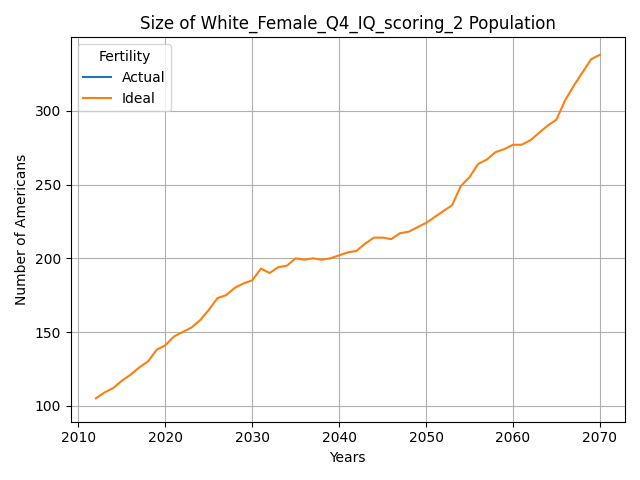 Size of White_Female_Q4_IQ_scoring_2 Population
Fertility
Actual
Ideal
Number of Americans
300
250
200
150
100
2010 2020 2030 2040 2050 2060 2070
Years